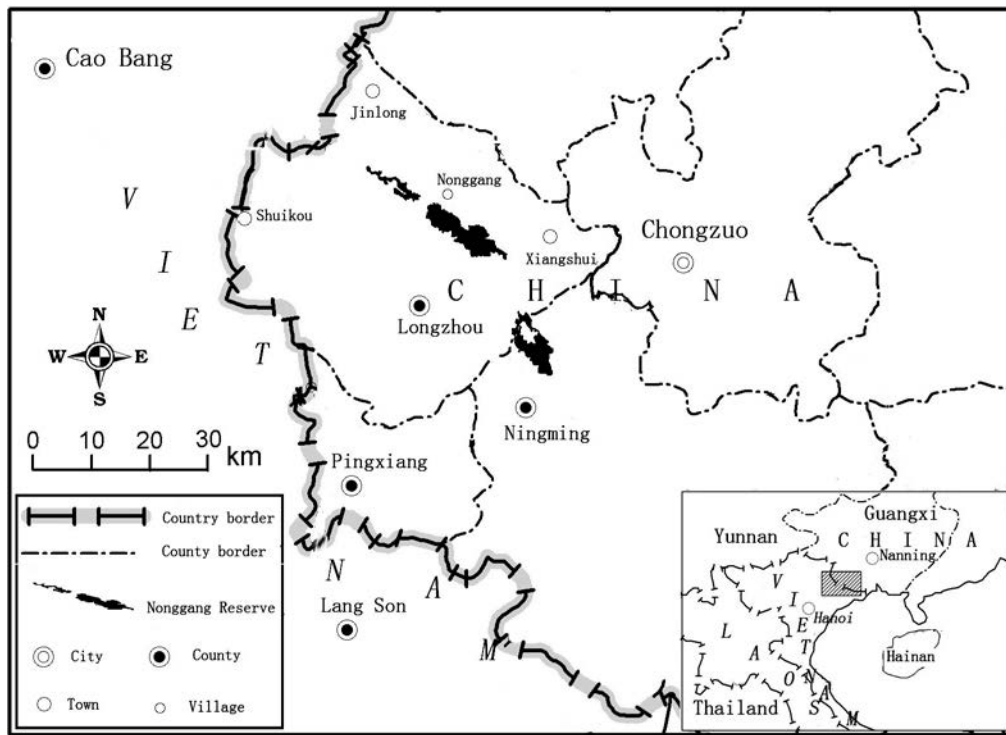 Cao Bang
Jinlong
Nonggang
Shuikou
Xiangshui
Chongzuo
C H I N A
Longzhou
V I E T N A M
N
W E
S
0 10 20 30
km
Ningming
Pingxiang
Lang Son
Country border
County border
Nonggang Reserve
City
County
Town
Village
Guangxi
Yunnan
C H I N A
Nanning
V I E T N A M
Hanoi
L A O S
Hainan
Thailand